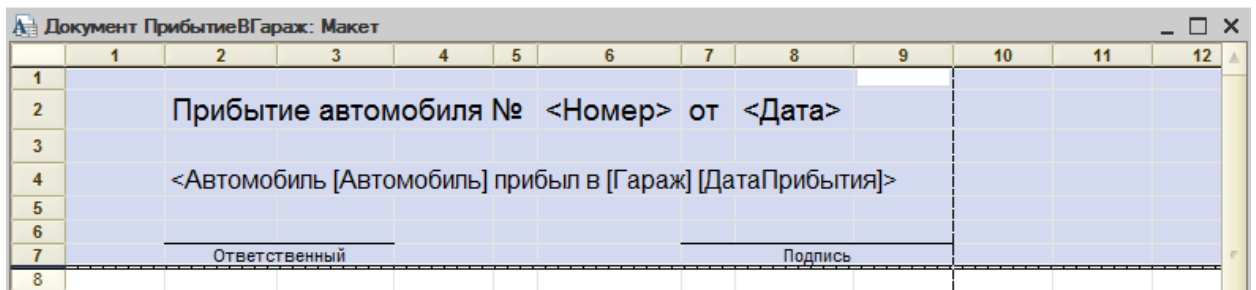 Документ ПрибытиеВГараж: Макет
1 2 3 4 5 6 7 8 9 10 11 12
1
2 Прибытие автомобиля № <Номер> от <Дата>
3
4 <Автомобиль [Автомобиль] прибыл в [Гараж] [ДатаПрибытия]>
5
6
7 Ответственный Подпись
8